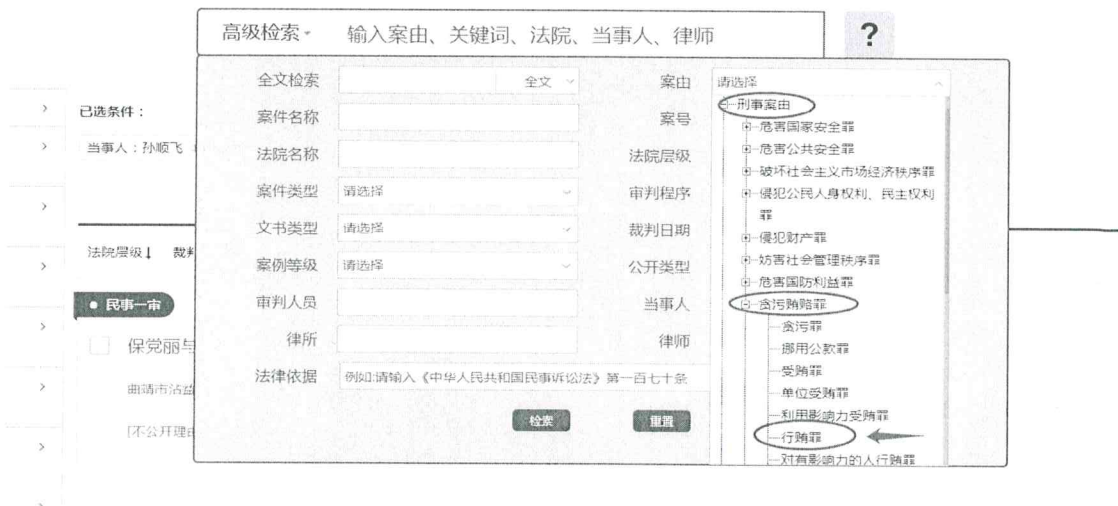 高级检索 输入案由、关键词、法院、当事人、律师 ?
全文检索 全文 案由 请选择
已选条件：
案件名称 案号
当事人：孙顺飞
法院名称 法院层级
案件类型 请选择 审判程序
文书类型 请选择 裁判日期
法院层级↓ 裁判
案例等级 请选择 公开类型
● 民事一审
审判人员 当事人
保党丽与
律所 律师
曲靖市沾益
法律依据 例如:请输入《中华人民共和国民事诉讼法》第一百七十条
[不公开理由
检索 重置
刑事案由
危害国家安全罪
危害公共安全罪
破坏社会主义市场经济秩序罪
侵犯公民人身权利、民主权利
罪
侵犯财产罪
妨害社会管理秩序罪
危害国防利益罪
贪污贿赂罪
贪污罪
挪用公款罪
受贿罪
单位受贿罪
利用影响力受贿罪
行贿罪
对有影响力的人行贿罪